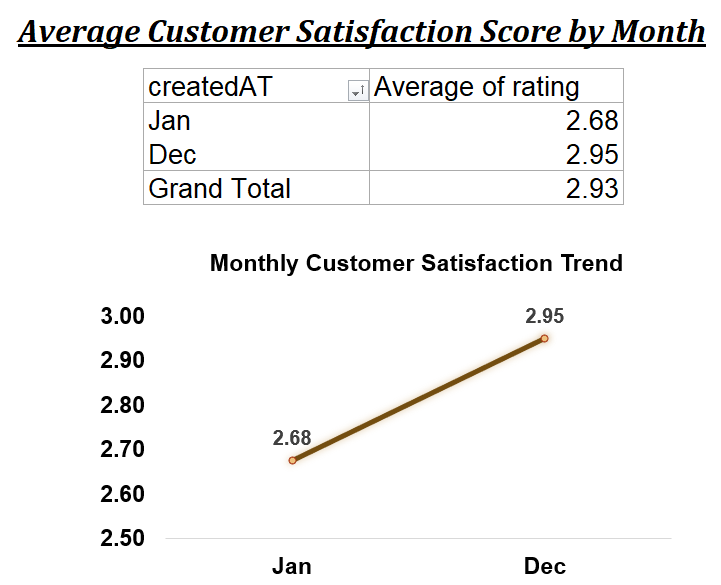 Average Customer Satisfaction Score by Month
createdAT Average of rating
Jan 2.68
Dec 2.95
Grand Total 2.93
Monthly Customer Satisfaction Trend
3.00
2.95
2.90
2.80
2.68
2.70
2.60
2.50
Jan Dec